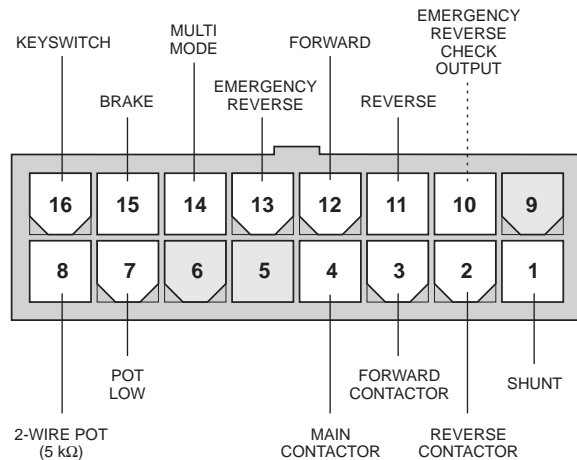 EMERGENCY
REVERSE
CHECK
OUTPUT
MULTI
MODE
KEYSWITCH
FORWARD
BRAKE
EMERGENCY
REVERSE
REVERSE
16 15 14 13 12 11 10 9
8 7 6 5 4 3 2 1
POT
LOW
FORWARD
CONTACTOR
SHUNT
2-WIRE POT
(5 kΩ)
MAIN
CONTACTOR
REVERSE
CONTACTOR